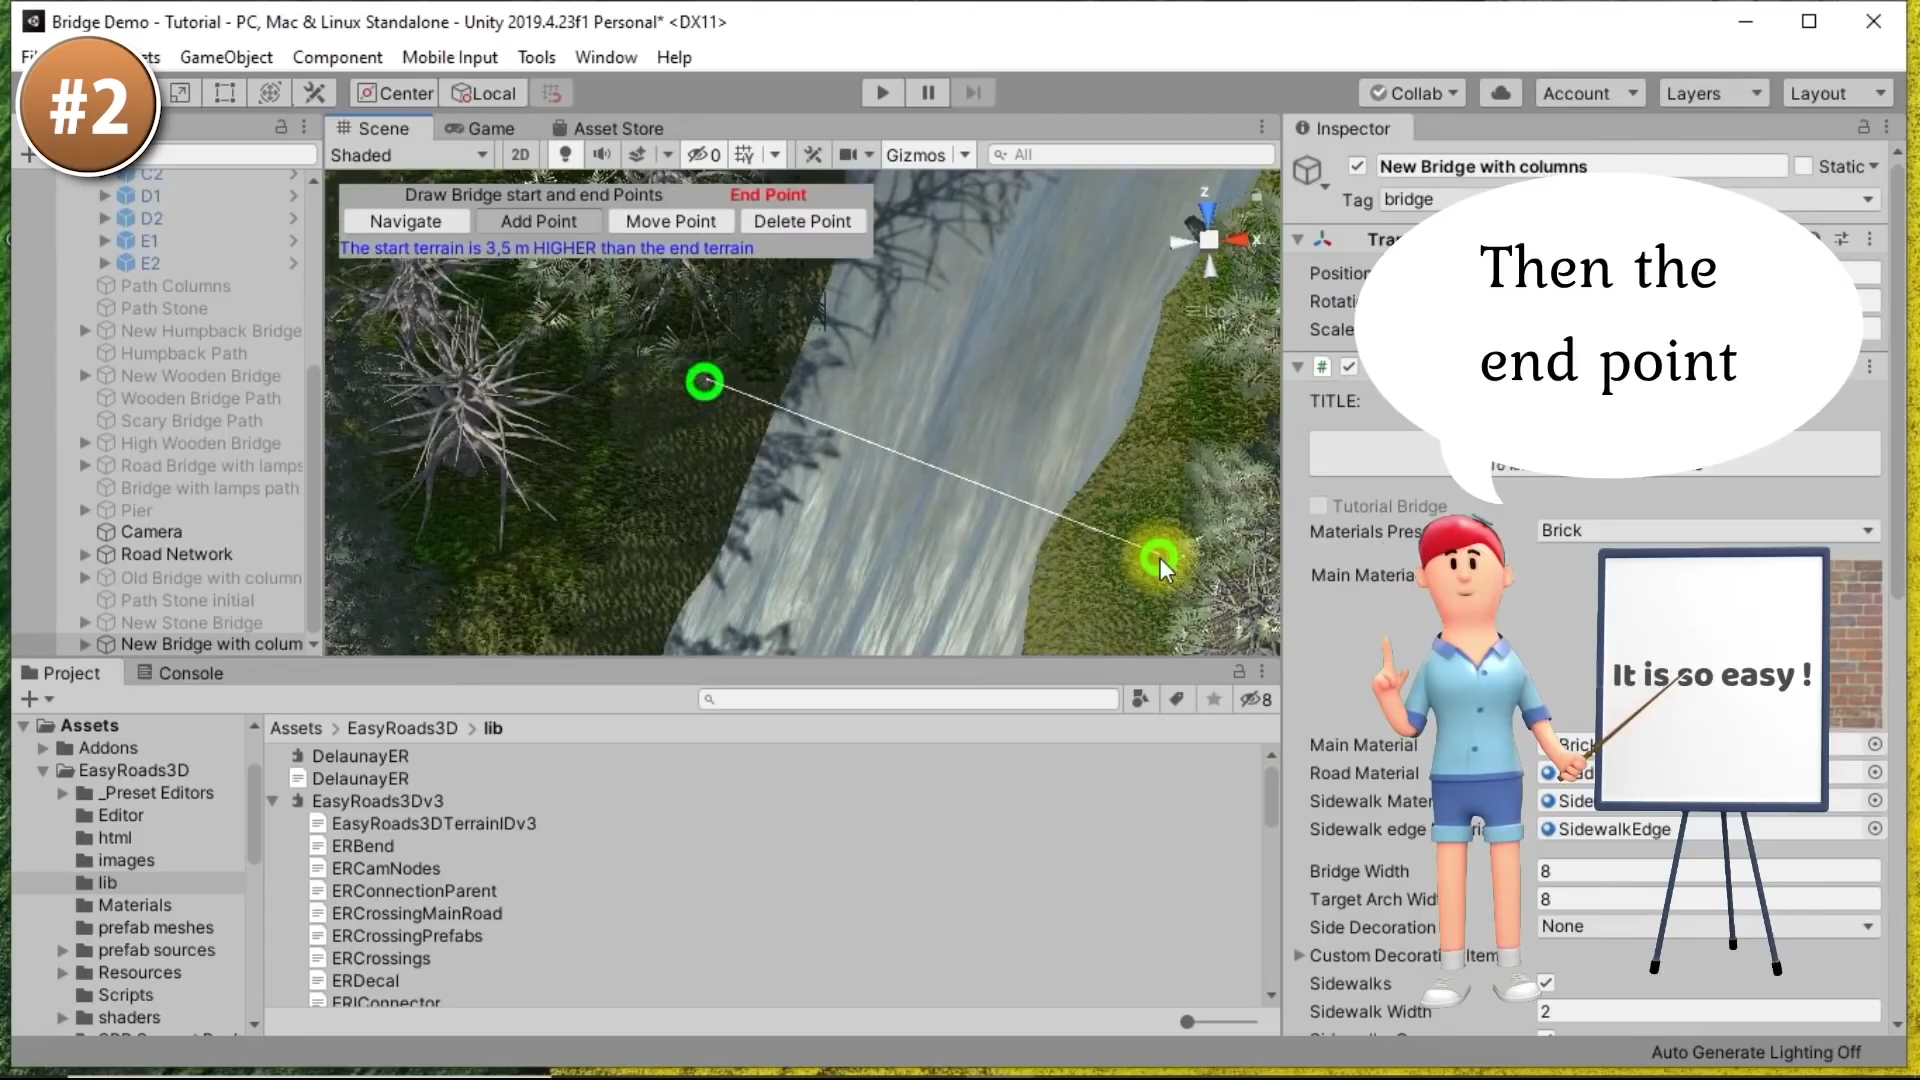 Bridge Demo - Tutorial - PC, Mac & Linux Standalone - Unity 2019.4.23f1 Personal* <DX11>
GameObject Component Mobile Input Tools Window Help
#2
Center Local
Collab Account Layers Layout
Scene Game Asset Store
Inspector
Shaded 2D 0 Gizmos All
New Bridge with columns Static
Tag bridge
C2
D1
D2
E1
E2
Path Columns
Path Stone
New Humpback Bridge
Humpback Path
New Wooden Bridge
Wooden Bridge Path
Scary Bridge Path
High Wooden Bridge
Road Bridge with lamps
Bridge with lamps path
Pier
Camera
Road Network
Old Bridge with column
Path Stone initial
New Stone Bridge
New Bridge with colum
Draw Bridge start and end Points End Point
Navigate Add Point Move Point Delete Point
The start terrain is 3,5 m HIGHER than the end terrain
Z
X
Iso
Then the
end point
Scale
TITLE:
Tutorial Bridge
Brick
It is so easy !
Main Material
Road Material
SidewalkEdge
Bridge Width 8
8
Side Decoration None
Sidewalks
Sidewalk Width 2
Project Console
8
Assets
Addons
EasyRoads3D
_Preset Editors
Editor
html
images
lib
Materials
prefab meshes
prefab sources
Resources
Scripts
shaders
Assets > EasyRoads3D > lib
DelaunayER
DelaunayER
EasyRoads3Dv3
EasyRoads3DTerrainIDv3
ERBend
ERCamNodes
ERConnectionParent
ERCrossingMainRoad
ERCrossingPrefabs
ERCrossings
ERDecal
ERIConnector
Auto Generate Lighting Off